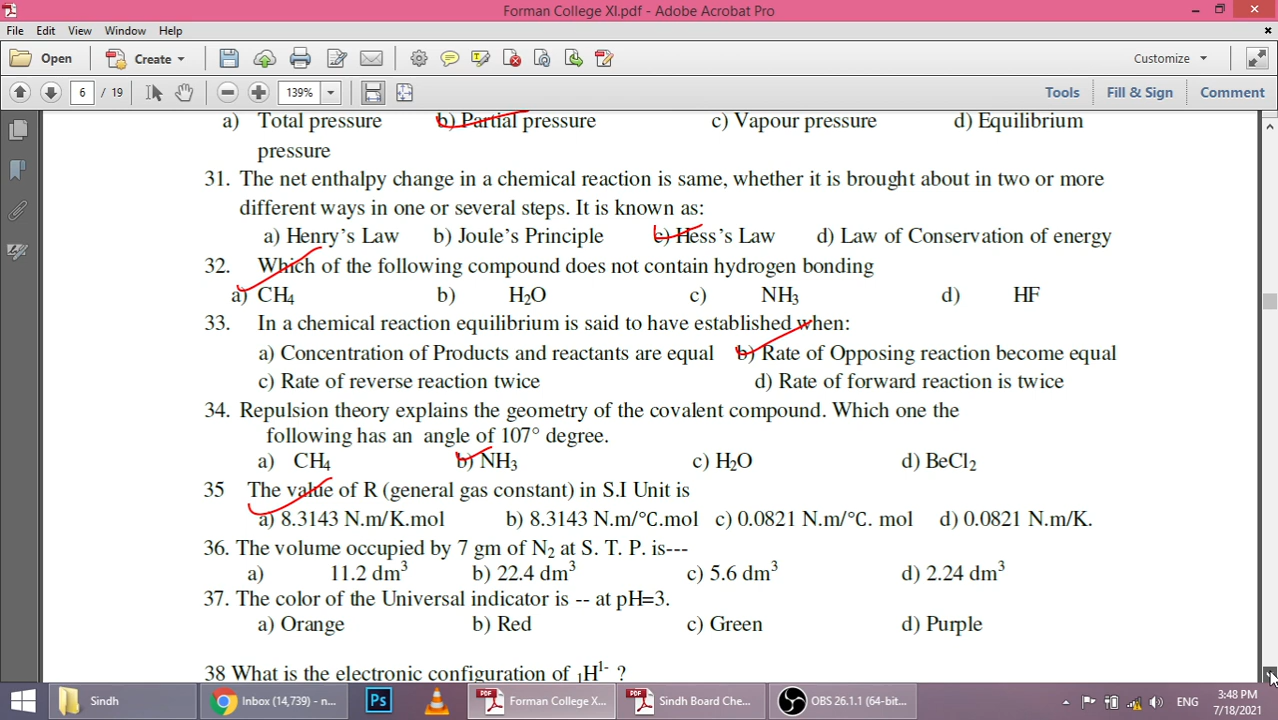 Forman College XI.pdf - Adobe Acrobat Pro
File Edit View Window Help
Open Create Customize
6 / 19 139% Tools Fill & Sign Comment
a) Total pressure b) Partial pressure c) Vapour pressure d) Equilibrium
pressure
31. The net enthalpy change in a chemical reaction is same, whether it is brought about in two or more
different ways in one or several steps. It is known as:
a) Henry's Law b) Joule's Principle c) Hess's Law d) Law of Conservation of energy
32. Which of the following compound does not contain hydrogen bonding
a) CH₄ b) H₂O c) NH₃ d) HF
33. In a chemical reaction equilibrium is said to have established when:
a) Concentration of Products and reactants are equal b) Rate of Opposing reaction become equal
c) Rate of reverse reaction twice d) Rate of forward reaction is twice
34. Repulsion theory explains the geometry of the covalent compound. Which one the
following has an angle of 107° degree.
a) CH₄ b) NH₃ c) H₂O d) BeCl₂
35 The value of R (general gas constant) in S.I Unit is
a) 8.3143 N.m/K.mol b) 8.3143 N.m/°C.mol c) 0.0821 N.m/°C. mol d) 0.0821 N.m/K.
36. The volume occupied by 7 gm of N₂ at S. T. P. is---
a) 11.2 dm³ b) 22.4 dm³ c) 5.6 dm³ d) 2.24 dm³
37. The color of the Universal indicator is -- at pH=3.
a) Orange b) Red c) Green d) Purple
38 What is the electronic configuration of ₁H¹⁻ ?
Sindh Inbox (14,739) - n... Ps Forman College XI.... Sindh Board Che... OBS 26.1.1 (64-bit... ENG 3:48 PM
7/18/2021